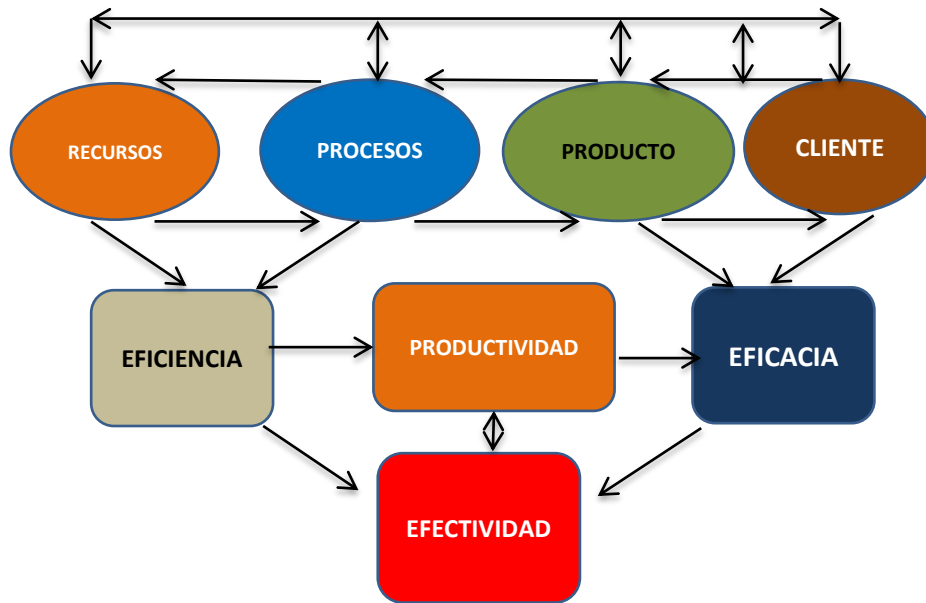 RECURSOS
PROCESOS
PRODUCTO
CLIENTE
EFICIENCIA
PRODUCTIVIDAD
EFICACIA
EFECTIVIDAD